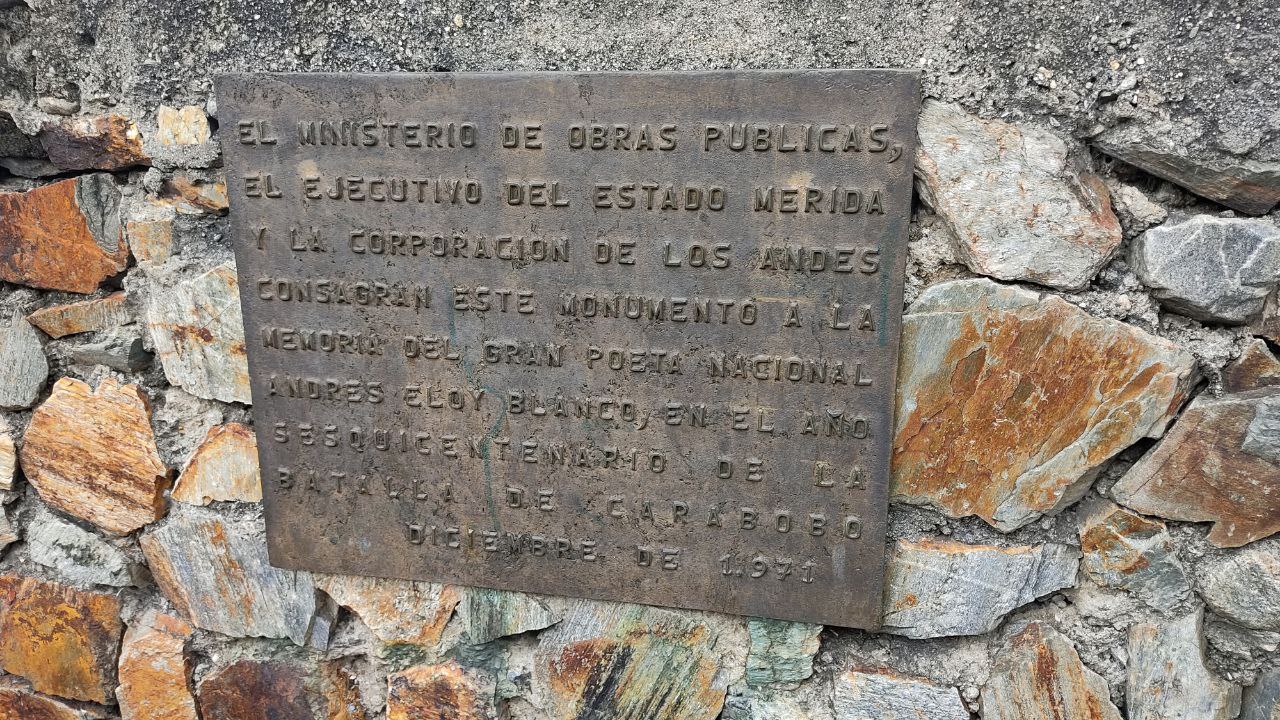 EL MINISTERIO DE OBRAS PUBLICAS,
EL EJECUTIVO DEL ESTADO MERIDA
Y LA CORPORACION DE LOS ANDES
CONSAGRAN ESTE MONUMENTO A LA
MEMORIA DEL GRAN POETA NACIONAL
ANDRES ELOY BLANCO, EN EL AÑO
SESQUICENTENARIO DE LA
BATALLA DE CARABOBO
DICIEMBRE DE 1.971